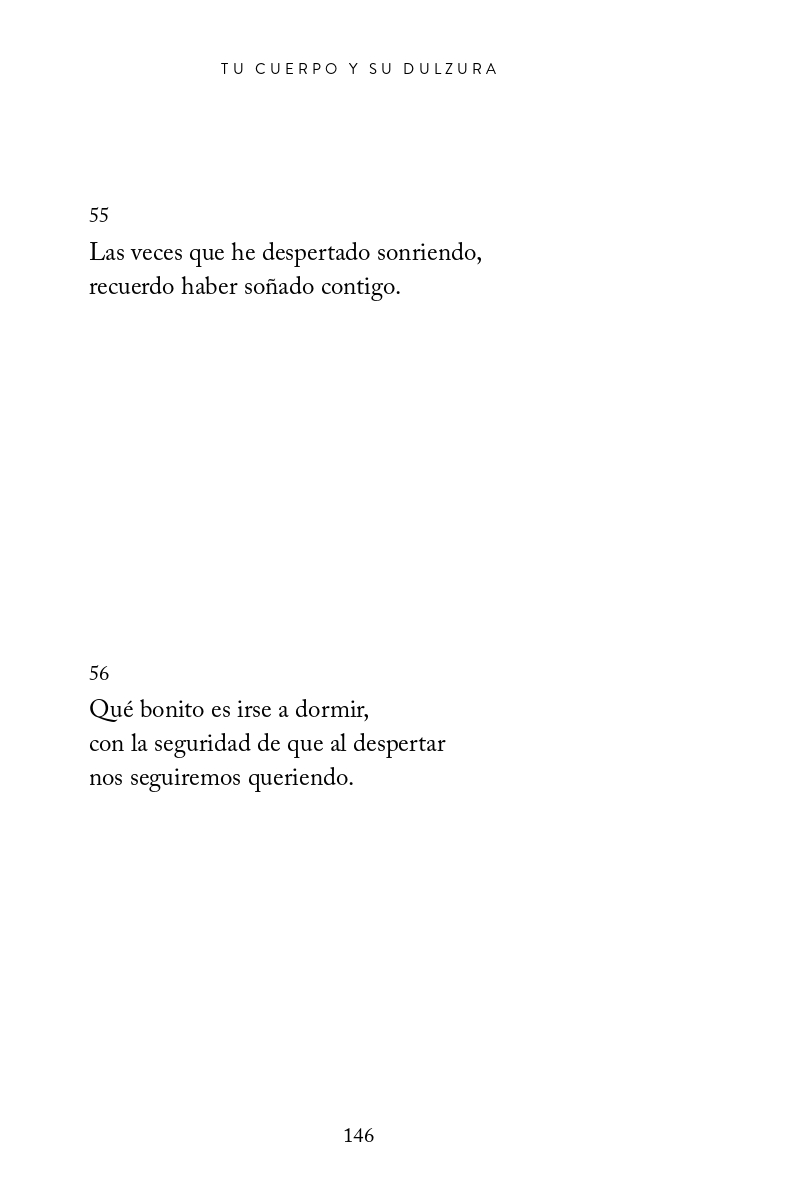 TU CUERPO Y SU DULZURA
55
Las veces que he despertado sonriendo,
recuerdo haber soñado contigo.
56
Qué bonito es irse a dormir,
con la seguridad de que al despertar
nos seguiremos queriendo.
146